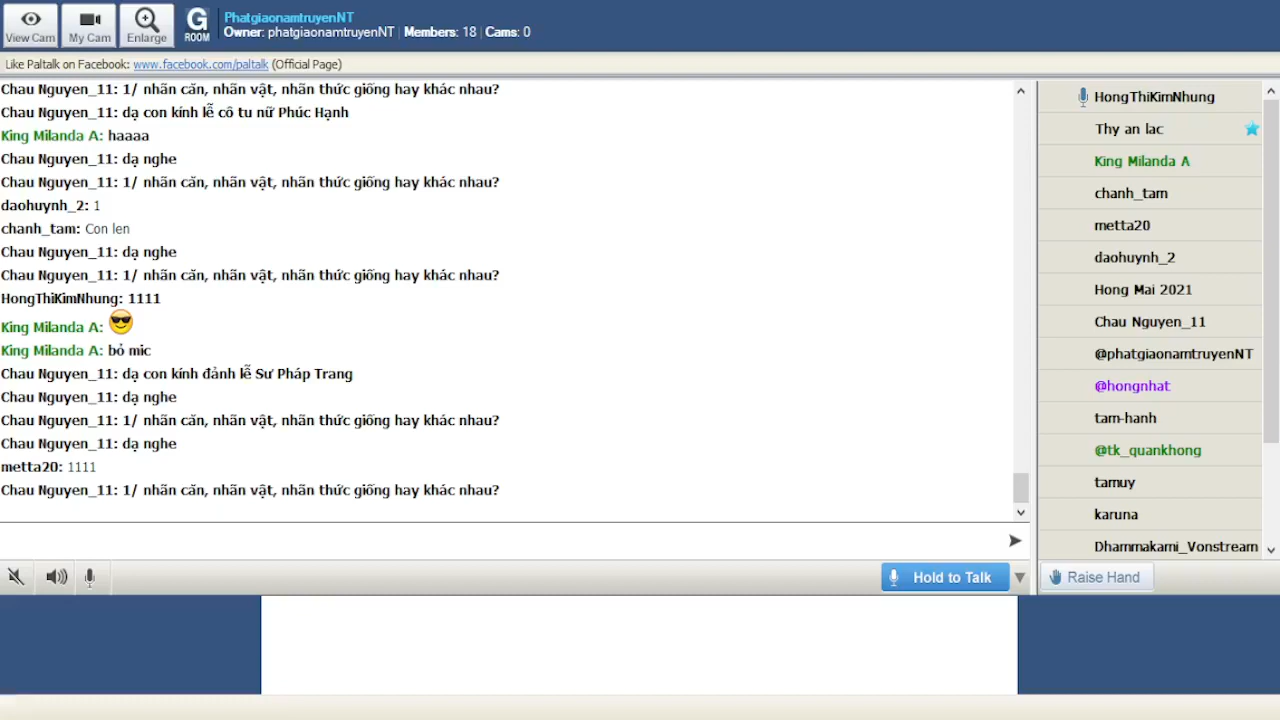 View Cam
My Cam
Enlarge
G ROOM
PhatgiaonamtruyenNT
Owner: phatgiaonamtruyenNT | Members: 18 | Cams: 0
Like Paltalk on Facebook: www.facebook.com/paltalk (Official Page)
Chau Nguyen_11: 1/ nhãn căn, nhãn vật, nhãn thức giống hay khác nhau?
Chau Nguyen_11: dạ con kính lễ cô tu nữ Phúc Hạnh
King Milanda A: haaaa
Chau Nguyen_11: dạ nghe
Chau Nguyen_11: 1/ nhãn căn, nhãn vật, nhãn thức giống hay khác nhau?
daohuynh_2: 1
chanh_tam: Con len
Chau Nguyen_11: dạ nghe
Chau Nguyen_11: 1/ nhãn căn, nhãn vật, nhãn thức giống hay khác nhau?
HongThiKimNhung: 1111
King Milanda A: 😎
King Milanda A: bỏ mic
Chau Nguyen_11: dạ con kính đảnh lễ Sư Pháp Trang
Chau Nguyen_11: dạ nghe
Chau Nguyen_11: 1/ nhãn căn, nhãn vật, nhãn thức giống hay khác nhau?
Chau Nguyen_11: dạ nghe
metta20: 1111
Chau Nguyen_11: 1/ nhãn căn, nhãn vật, nhãn thức giống hay khác nhau?
Hold to Talk
HongThiKimNhung
Thy an lac
King Milanda A
chanh_tam
metta20
daohuynh_2
Hong Mai 2021
Chau Nguyen_11
@phatgiaonamtruyenNT
@hongnhat
tam-hanh
@tk_quankhong
tamuy
karuna
Dhammakami_Vonstream
Raise Hand